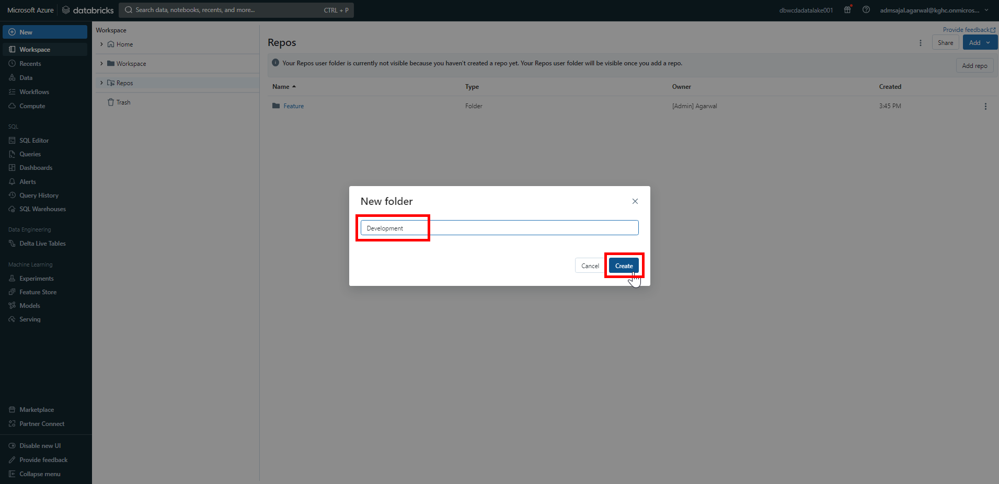 Microsoft Azure databricks Search data, notebooks, recents, and more... CTRL + P dbwcdadatalake001 admsajal.agarwal@kghc.onmicros...
New
Workspace
Recents
Data
Workflows
Compute
SQL
SQL Editor
Queries
Dashboards
Alerts
Query History
SQL Warehouses
Data Engineering
Delta Live Tables
Machine Learning
Experiments
Feature Store
Models
Serving
Marketplace
Partner Connect
Disable new UI
Provide feedback
Collapse menu
Workspace
Home
Workspace
Repos
Trash
Provide feedback
Repos Share Add
Your Repos user folder is currently not visible because you haven't created a repo yet. Your Repos user folder will be visible once you add a repo. Add repo
Name Type Owner Created
Feature Folder [Admin] Agarwal 3:45 PM
New folder
Development
Cancel Create